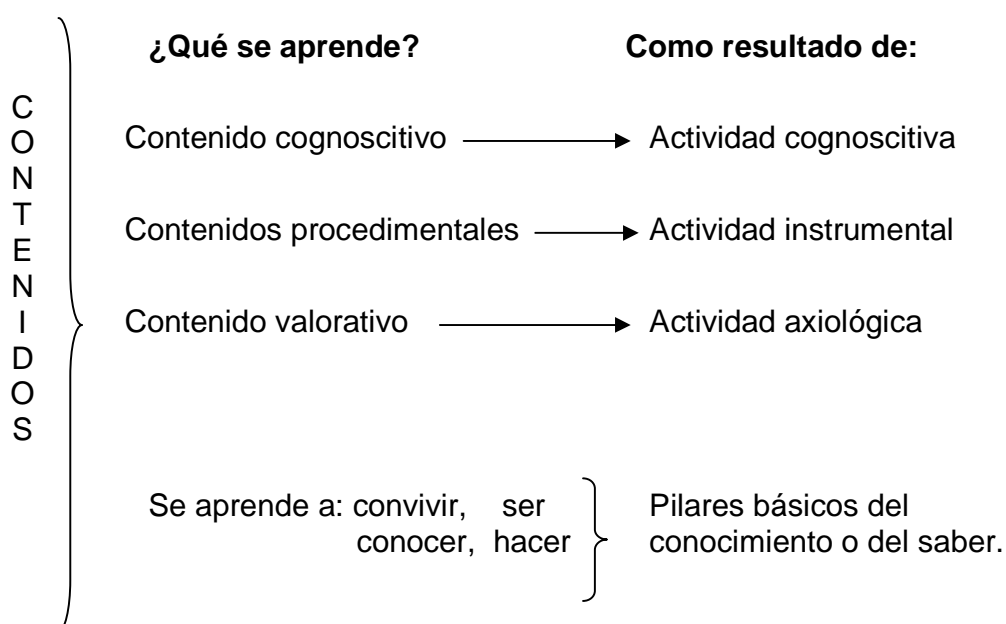 CONTENIDOS
¿Qué se aprende? Como resultado de:
Contenido cognoscitivo Actividad cognoscitiva
Contenidos procedimentales Actividad instrumental
Contenido valorativo Actividad axiológica
Se aprende a: convivir, ser Pilares básicos del
conocer, hacer conocimiento o del saber.